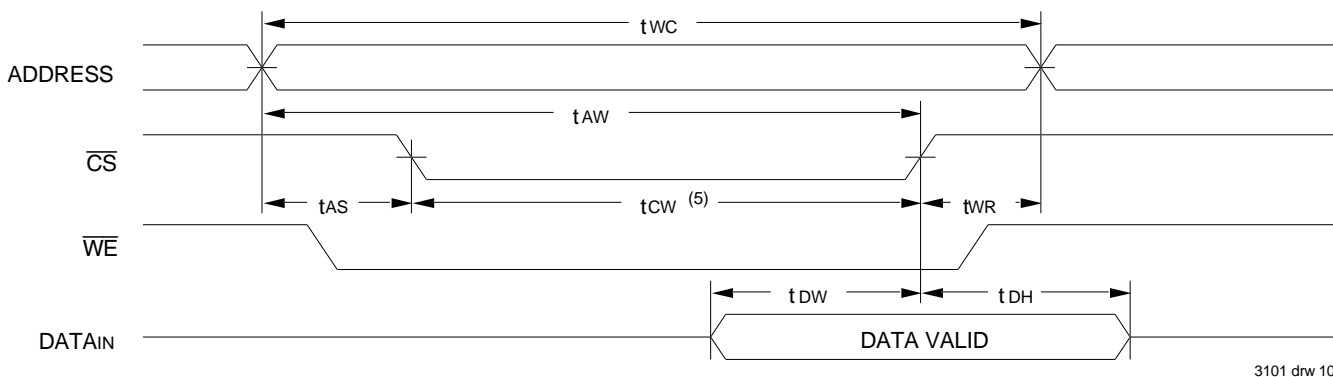 tWC
ADDRESS
tAW
CS
tAS tCW (5) tWR
WE
tDW tDH
DATAIN DATA VALID
3101 drw 10